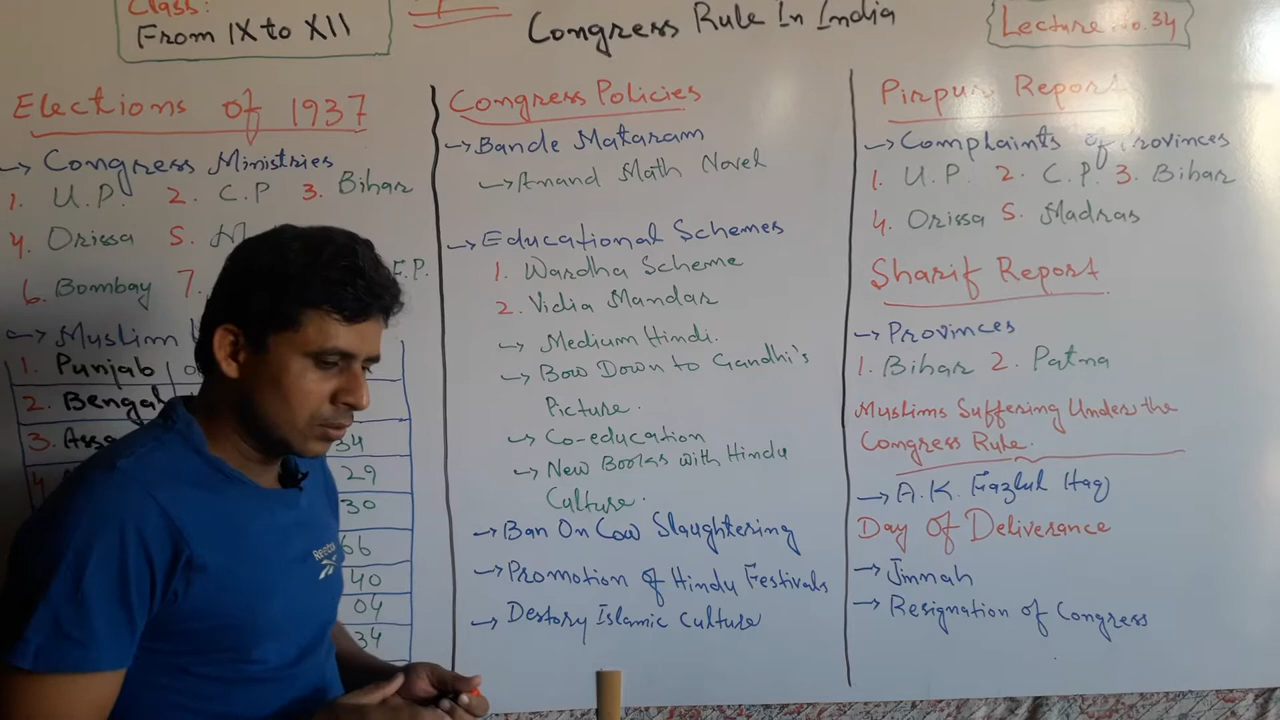 Class:
From IX to XII
Congress Rule In India
Lecture No. 34
Elections of 1937
→ Congress Ministries
1. U.P. 2. C.P 3. Bihar
4. Orissa 5. M
6. Bombay 7. F.P.
→ Muslim
1. Punjab
2. Bengal
3. Assa 34
4 29
30
66
40
04
34
Congress Policies
→ Bande Mataram
→ Anand Math Novel
→ Educational Schemes
1. Wardha Scheme
2. Vidia Mandar
→ Medium Hindi.
→ Bow Down to Gandhi's
Picture.
→ Co-education
→ New Books with Hindu
Culture.
→ Ban On Cow Slaughtering
→ Promotion of Hindu Festivals
→ Destory Islamic Culture
Pirpur Report
→ Complaints of Provinces
1. U.P. 2. C.P. 3. Bihar
4. Orissa 5. Madras
Sharif Report
→ Provinces
1. Bihar 2. Patna
Muslims Suffering Under the
Congress Rule.
→ A.K. Fazlul Haq
Day Of Deliverance
→ Jinnah
→ Resignation of Congress
Reebok